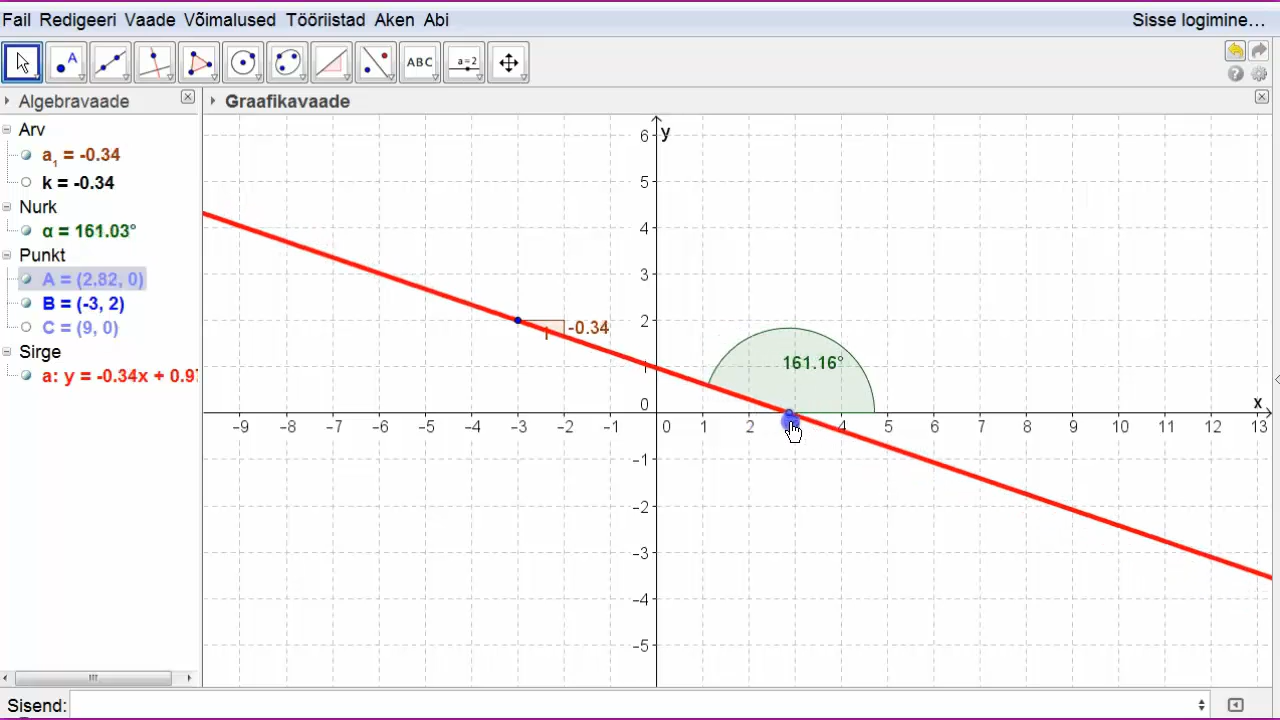 Fail Redigeeri Vaade Võimalused Tööriistad Aken Abi Sisse logimine…
A ABC a=2
Algebravaade Graafikavaade
Arv
a₁ = -0.34
k = -0.34
Nurk
α = 161.03°
Punkt
A = (2.82, 0)
B = (-3, 2)
C = (9, 0)
Sirge
a: y = -0.34x + 0.9
y
6
5
4
3
2
1
0
-1
-2
-3
-4
-5
-0.34
1
161.16°
x
-9 -8 -7 -6 -5 -4 -3 -2 -1 0 1 2 4 5 6 7 8 9 10 11 12 13
Sisend: